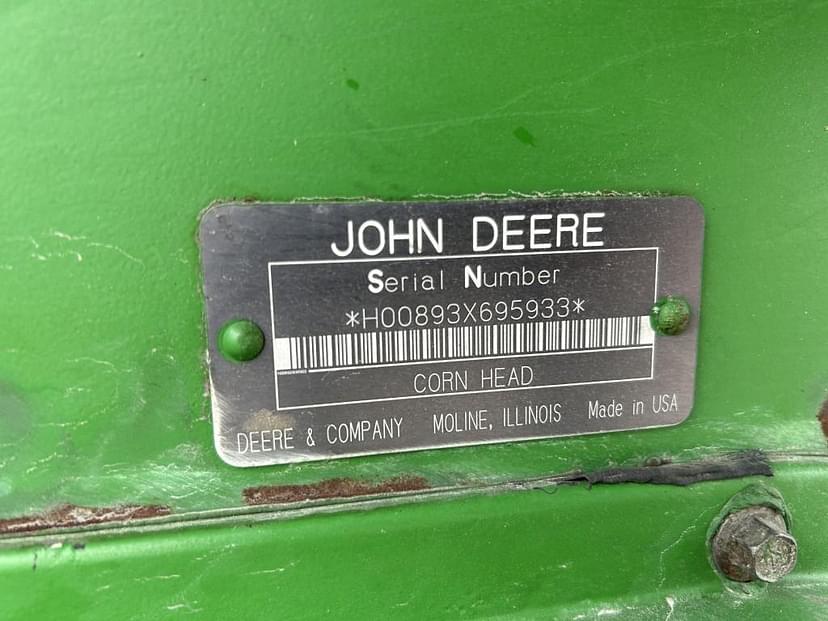 JOHN DEERE
Serial Number
*H00893X695933*
CORN HEAD
DEERE & COMPANY MOLINE, ILLINOIS Made in USA